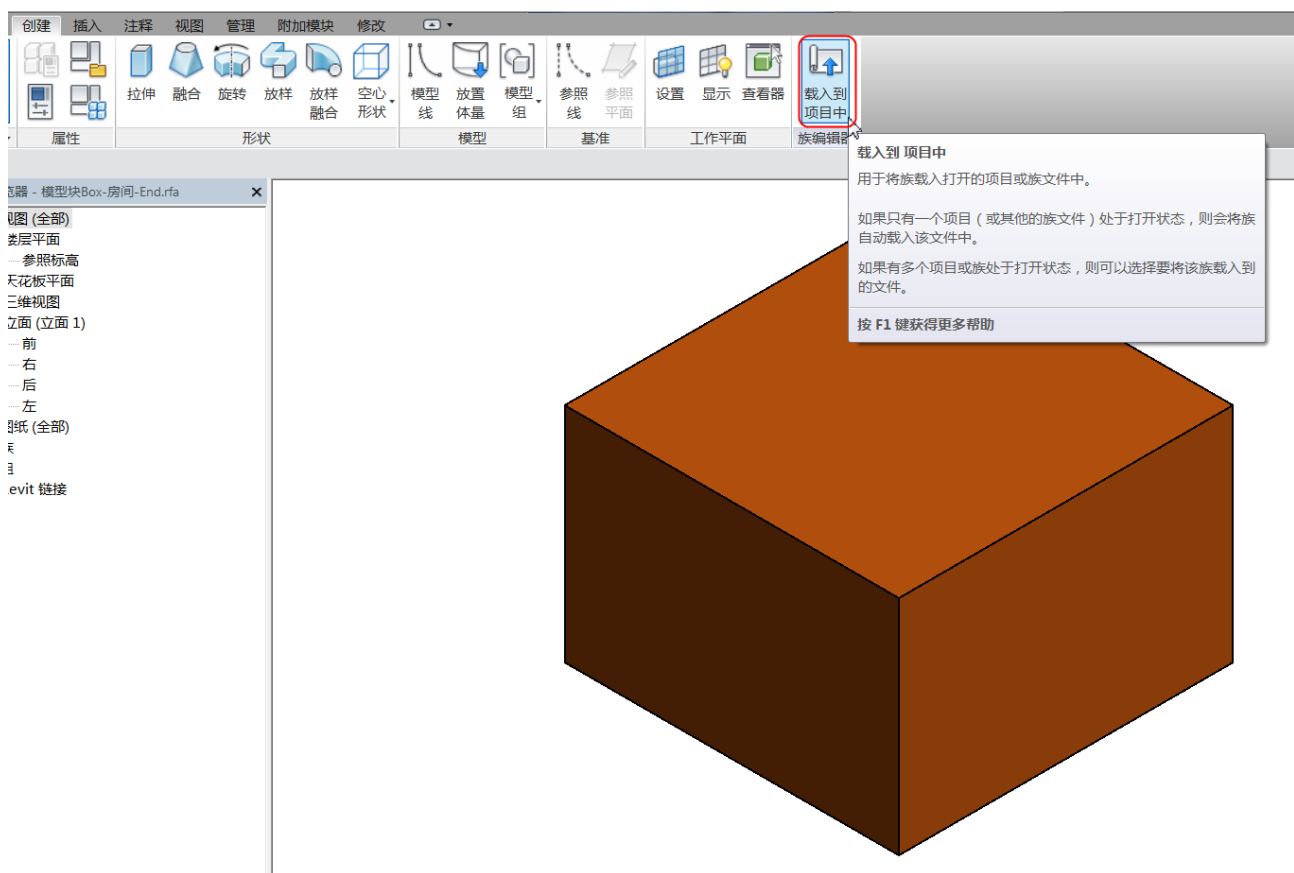 创建 插入 注释 视图 管理 附加模块 修改
拉伸 融合 旋转 放样 放样 空心 模型 放置 模型 参照 参照 设置 显示 查看器 载入到
融合 形状 线 体量 组 线 平面 项目中
属性 形状 模型 基准 工作平面 族编辑器
载入到 项目中
用于将族载入打开的项目或族文件中。
如果只有一个项目(或其他的族文件)处于打开状态,则会将族
自动载入该文件中。
如果有多个项目或族处于打开状态,则可以选择要将该族载入到
的文件。
按 F1 键获得更多帮助
览器 - 模型块Box-房间-End.rfa
视图 (全部)
楼层平面
参照标高
天花板平面
三维视图
立面 (立面 1)
前
右
后
左
图纸 (全部)
族
组
evit 链接